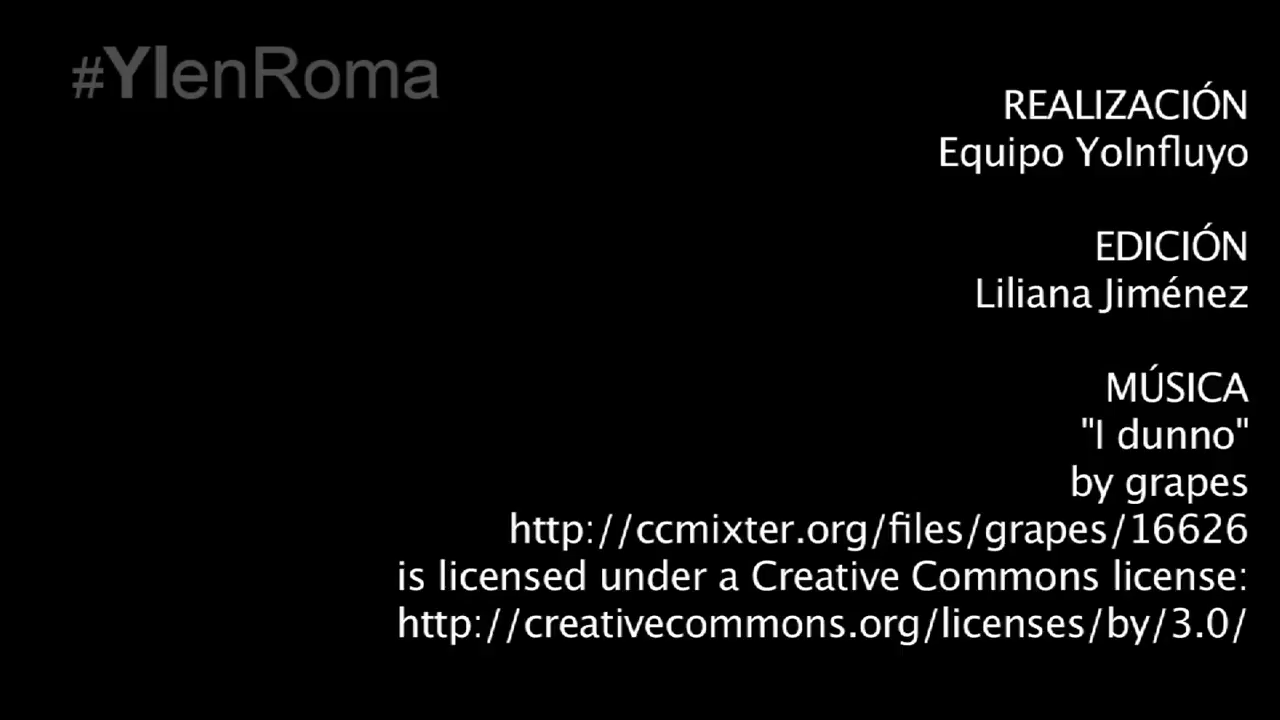 #YIenRoma
REALIZACIÓN
Equipo YoInfluyo
EDICIÓN
Liliana Jiménez
MÚSICA
"I dunno"
by grapes
http://ccmixter.org/files/grapes/16626
is licensed under a Creative Commons license:
http://creativecommons.org/licenses/by/3.0/